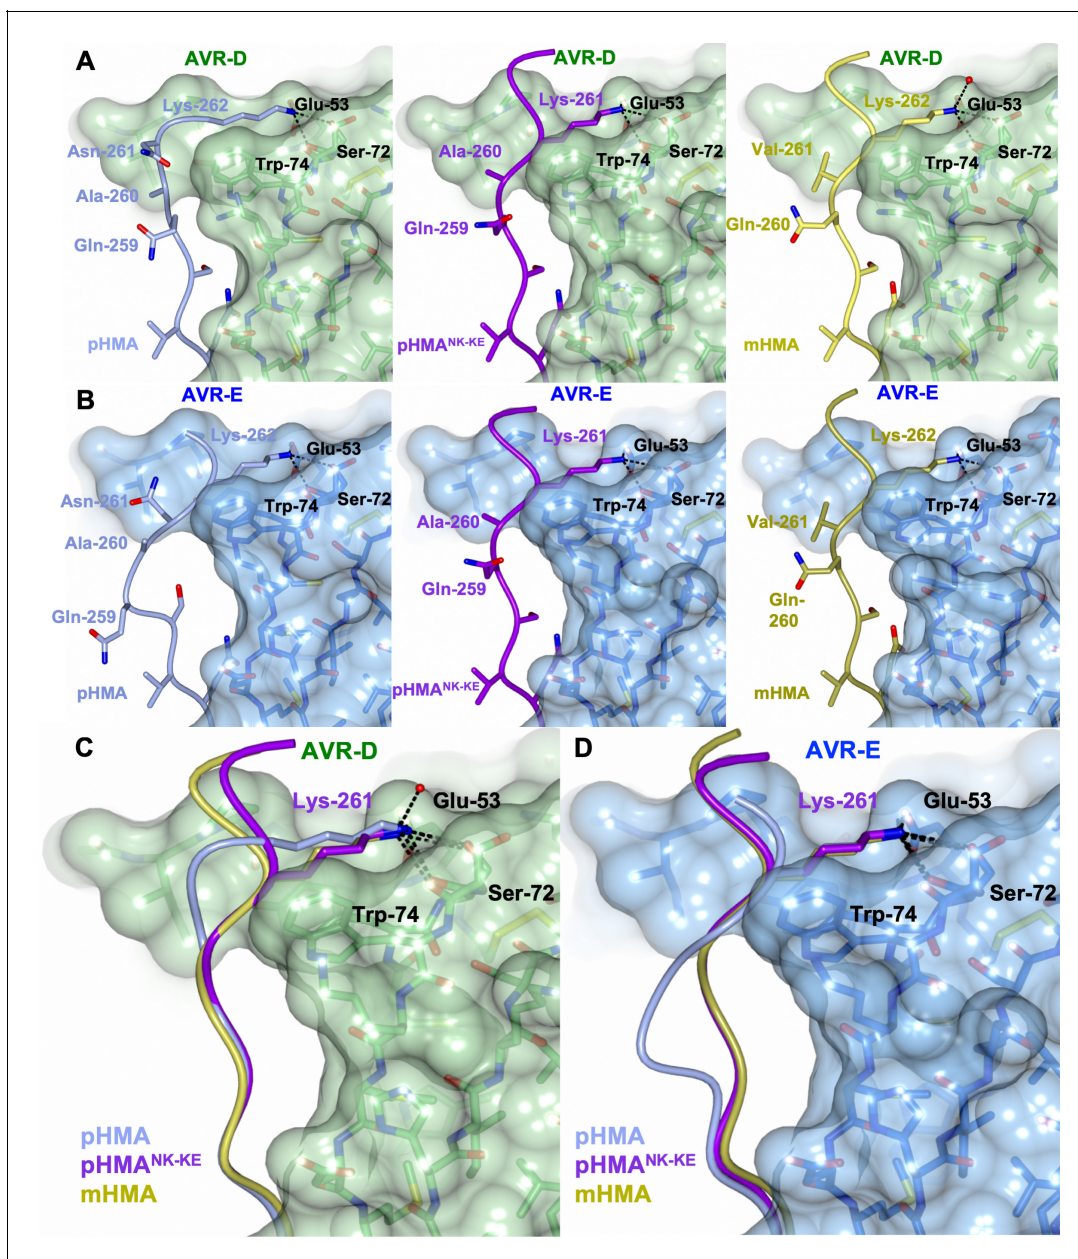 A
AVR-D
Lys-262
Glu-53
Asn-261
Ser-72
Trp-74
Ala-260
Gln-259
pHMA
AVR-D
Lys-261
Glu-53
Ala-260
Trp-74
Ser-72
Gln-259
pHMANK-KE
AVR-D
Lys-262
Glu-53
Val-261
Trp-74
Ser-72
Gln-260
mHMA
B
AVR-E
Lys-262
Glu-53
Asn-261
Trp-74
Ser-72
Ala-260
Gln-259
pHMA
AVR-E
Lys-261
Glu-53
Ala-260
Trp-74
Ser-72
Gln-259
pHMANK-KE
AVR-E
Lys-262
Glu-53
Val-261
Trp-74
Ser-72
Gln-
260
mHMA
C
AVR-D
Lys-261
Glu-53
Ser-72
Trp-74
pHMA
pHMANK-KE
mHMA
D
AVR-E
Lys-261
Glu-53
Ser-72
Trp-74
pHMA
pHMANK-KE
mHMA